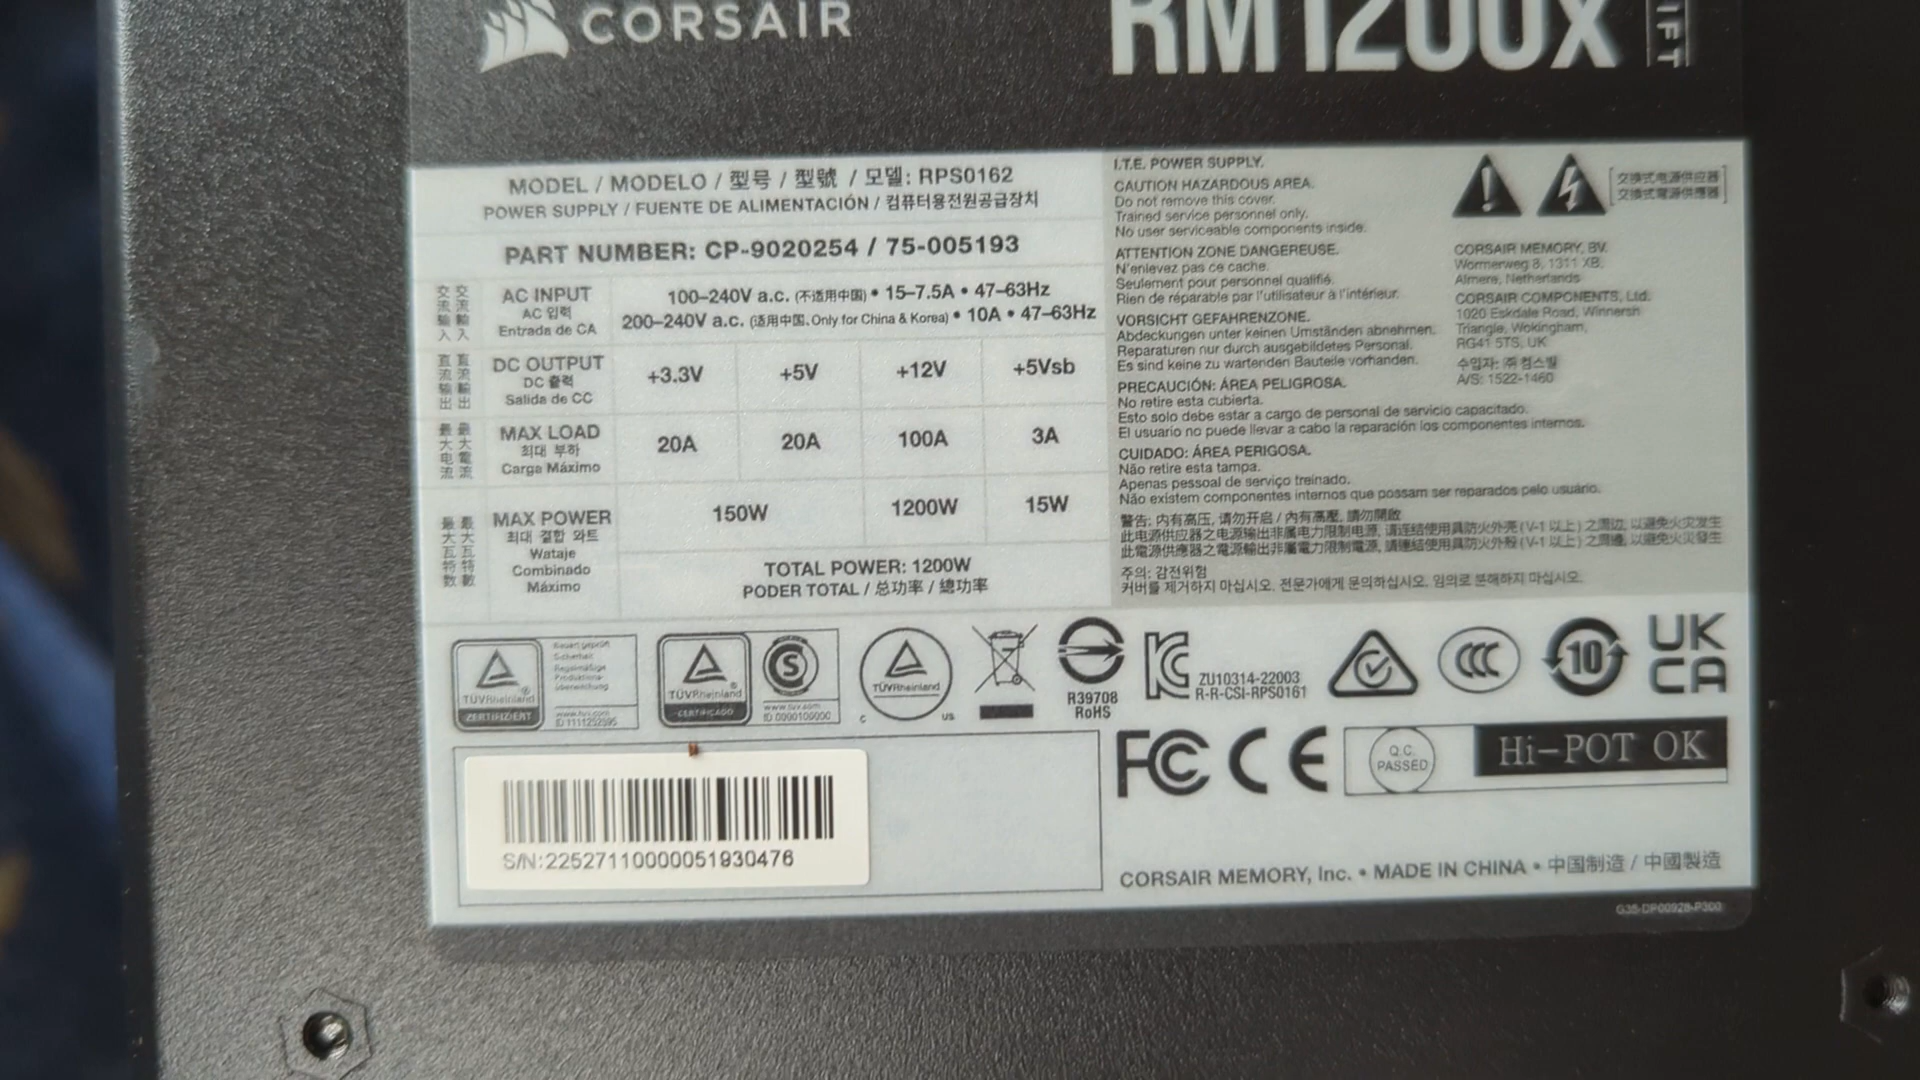 CORSAIR
RM1200X
IFT
MODEL / MODELO / 型号 / 型號 / 모델: RPS0162
POWER SUPPLY / FUENTE DE ALIMENTACIÓN / 컴퓨터용전원공급장치
PART NUMBER: CP-9020254 / 75-005193
交流输入 交流輸入
AC INPUT
AC 입력
Entrada de CA
100–240V a.c. (不适用中国) • 15–7.5A • 47–63Hz
200–240V a.c. (适用中国、Only for China & Korea) • 10A • 47–63Hz
直流输出 直流輸出
DC OUTPUT
DC 출력
Salida de CC
+3.3V +5V +12V +5Vsb
最大电流 最大電流
MAX LOAD
최대 부하
Carga Máximo
20A 20A 100A 3A
最大瓦特数 最大瓦特數
MAX POWER
최대 결합 와트
Wataje
Combinado
Máximo
150W 1200W 15W
TOTAL POWER: 1200W
PODER TOTAL / 总功率 / 總功率
I.T.E. POWER SUPPLY.
CAUTION HAZARDOUS AREA.
Do not remove this cover.
Trained service personnel only.
No user serviceable components inside.
ATTENTION ZONE DANGEREUSE.
N'enlevez pas ce cache.
Seulement pour personnel qualifié.
Rien de réparable par l'utilisateur à l'intérieur.
VORSICHT GEFAHRENZONE.
Abdeckungen unter keinen Umständen abnehmen.
Reparaturen nur durch ausgebildetes Personal.
Es sind keine zu wartenden Bauteile vorhanden.
PRECAUCIÓN: ÁREA PELIGROSA.
No retire esta cubierta.
Esto solo debe estar a cargo de personal de servicio capacitado.
El usuario no puede llevar a cabo la reparación los componentes internos.
CUIDADO: ÁREA PERIGOSA.
Não retire esta tampa.
Apenas pessoal de serviço treinado.
Não existem componentes internos que possam ser reparados pelo usuário.
警告: 内有高压, 请勿开启 / 內有高壓, 請勿開啟
此电源供应器之电源输出非属电力限制电源, 请连结使用具防火外壳 (V-1 以上) 之周边, 以避免火灾发生
此電源供應器之電源輸出非屬電力限制電源, 請連結使用具防火外殼 (V-1 以上) 之周邊, 以避免火災發生
주의: 감전위험
커버를 제거하지 마십시오. 전문가에게 문의하십시오. 임의로 분해하지 마십시오.
交换式电源供应器
交換式電源供應器
CORSAIR MEMORY, BV.
Wormerweg 8, 1311 XB,
Almere, Netherlands
CORSAIR COMPONENTS, Ltd.
1020 Eskdale Road, Winnersh
Triangle, Wokingham,
RG41 5TS, UK
수입자: ㈜ 컴스빌
A/S: 1522-1460
TÜVRheinland
ZERTIFIZIERT
Bauart geprüft
Sicherheit
Regelmäßige
Produktions-
überwachung
www.tuv.com
ID 1111252595
TÜVRheinland
CERTIFICADO
S
www.tuv.com
ID 0000100000
TÜVRheinland
C US
R39708
RoHS
ZU10314-22003
R-R-CSI-RPS0161
CCC
10
UK
CA
FC CE
Q.C.
PASSED
Hi-POT OK
S/N:22527110000051930476
CORSAIR MEMORY, Inc. • MADE IN CHINA • 中国制造 / 中國製造
G35-DP00928-P300